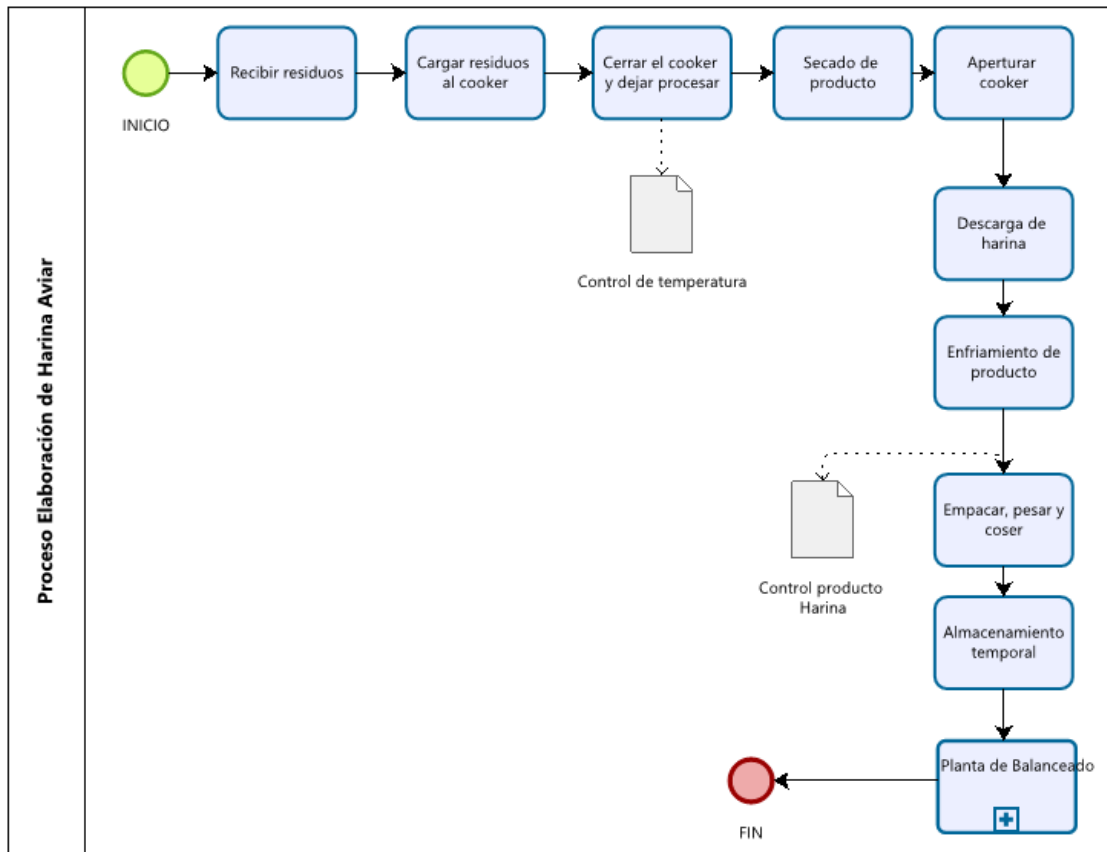 Proceso Elaboración de Harina Aviar
INICIO
Recibir residuos
Cargar residuos
al cooker
Cerrar el cooker
y dejar procesar
Secado de
producto
Aperturar
cooker
Control de temperatura
Descarga de
harina
Enfriamiento de
producto
Control producto
Harina
Empacar, pesar y
coser
Almacenamiento
temporal
Planta de Balanceado
FIN